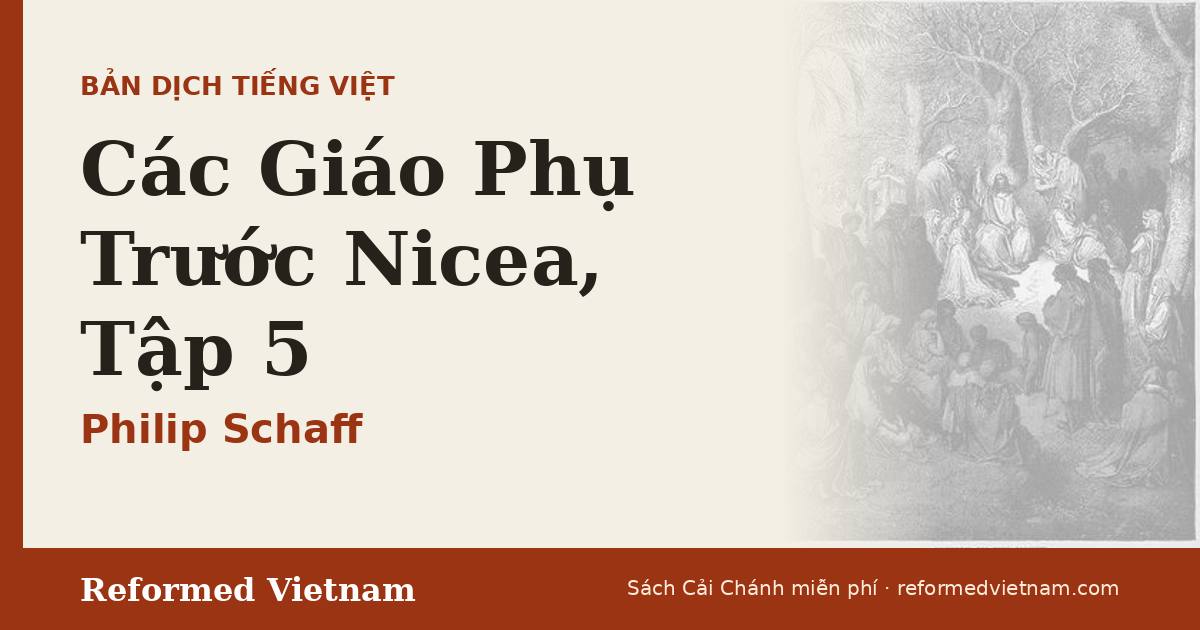 BẢN DỊCH TIẾNG VIỆT
Các Giáo Phụ
Trước Nicea,
Tập 5
Philip Schaff
Reformed Vietnam
Sách Cải Chánh miễn phí · reformedvietnam.com